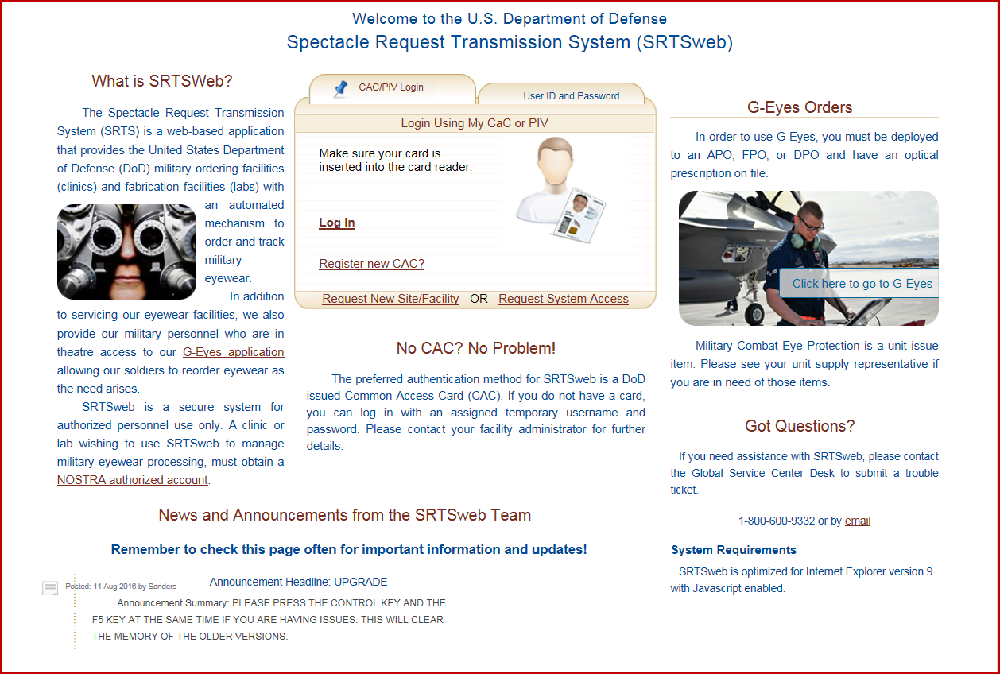 Welcome to the U.S. Department of Defense
Spectacle Request Transmission System (SRTSweb)
What is SRTSWeb?
The Spectacle Request Transmission
System (SRTS) is a web-based application
that provides the United States Department
of Defense (DoD) military ordering facilities
(clinics) and fabrication facilities (labs) with
an automated
mechanism to
order and track
military
eyewear.
In addition
to servicing our eyewear facilities, we also
provide our military personnel who are in
theatre access to our G-Eyes application
allowing our soldiers to reorder eyewear as
the need arises.
SRTSweb is a secure system for
authorized personnel use only. A clinic or
lab wishing to use SRTSweb to manage
military eyewear processing, must obtain a
NOSTRA authorized account.
CAC/PIV Login
User ID and Password
Login Using My CaC or PIV
Make sure your card is
inserted into the card reader.
Log In
Register new CAC?
Request New Site/Facility - OR - Request System Access
No CAC? No Problem!
The preferred authentication method for SRTSweb is a DoD
issued Common Access Card (CAC). If you do not have a card,
you can log in with an assigned temporary username and
password. Please contact your facility administrator for further
details.
G-Eyes Orders
In order to use G-Eyes, you must be deployed
to an APO, FPO, or DPO and have an optical
prescription on file.
Click here to go to G-Eyes
Military Combat Eye Protection is a unit issue
item. Please see your unit supply representative if
you are in need of those items.
Got Questions?
If you need assistance with SRTSweb, please contact
the Global Service Center Desk to submit a trouble
ticket.
1-800-600-9332 or by email
System Requirements
SRTSweb is optimized for Internet Explorer version 9
with Javascript enabled.
News and Announcements from the SRTSweb Team
Remember to check this page often for important information and updates!
Posted: 11 Aug 2016 by Sanders
Announcement Headline: UPGRADE
Announcement Summary: PLEASE PRESS THE CONTROL KEY AND THE
F5 KEY AT THE SAME TIME IF YOU ARE HAVING ISSUES. THIS WILL CLEAR
THE MEMORY OF THE OLDER VERSIONS.